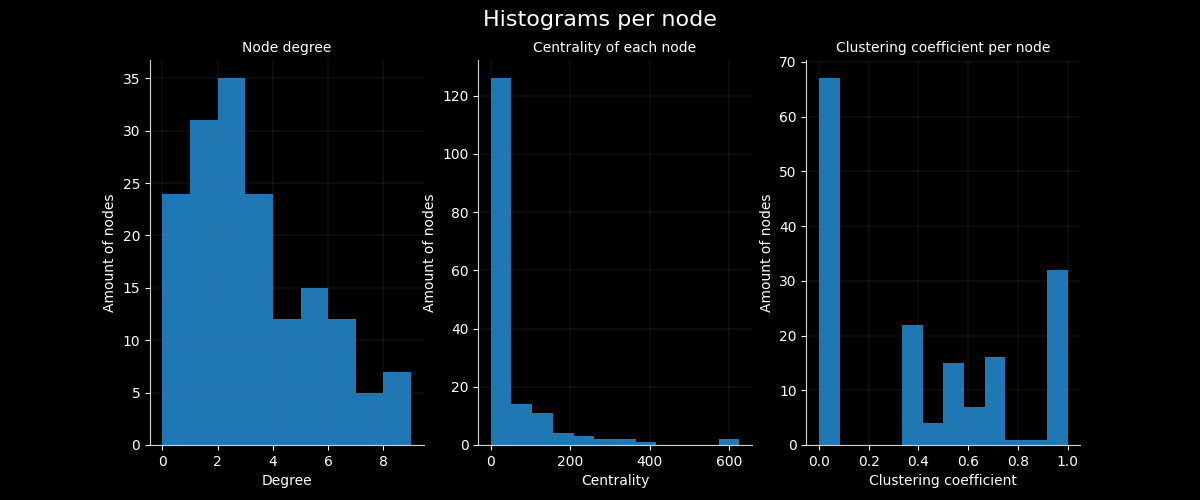 Histograms per node
Node degree
35
30
25
20
15
10
5
0
Amount of nodes
0 2 4 6 8
Degree
Centrality of each node
120
100
80
60
40
20
0
Amount of nodes
0 200 400 600
Centrality
Clustering coefficient per node
70
60
50
40
30
20
10
0
Amount of nodes
0.0 0.2 0.4 0.6 0.8 1.0
Clustering coefficient